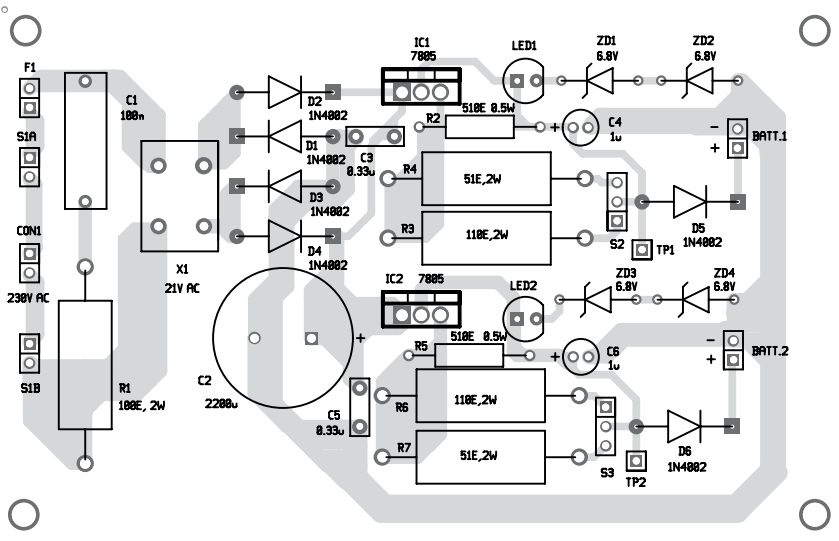 IC1
7805
LED1
ZD1
6.8V
ZD2
6.8V
F1
C1
100n
D2
1N4002
510E 0.5W
R2
+
C4
1u
-
BATT.1
+
S1A
D1
1N4002
C3
0.33u
R4
51E,2W
D3
1N4002
R3
110E,2W
S2
D5
1N4002
TP1
CON1
D4
1N4002
X1
21V AC
IC2
7805
LED2
ZD3
6.8V
ZD4
6.8V
230V AC
+
510E 0.5W
R5
+
C6
1u
-
BATT.2
+
S1B
R1
100E, 2W
C2
2200u
C5
0.33u
R6
110E,2W
R7
51E,2W
S3
D6
1N4002
TP2